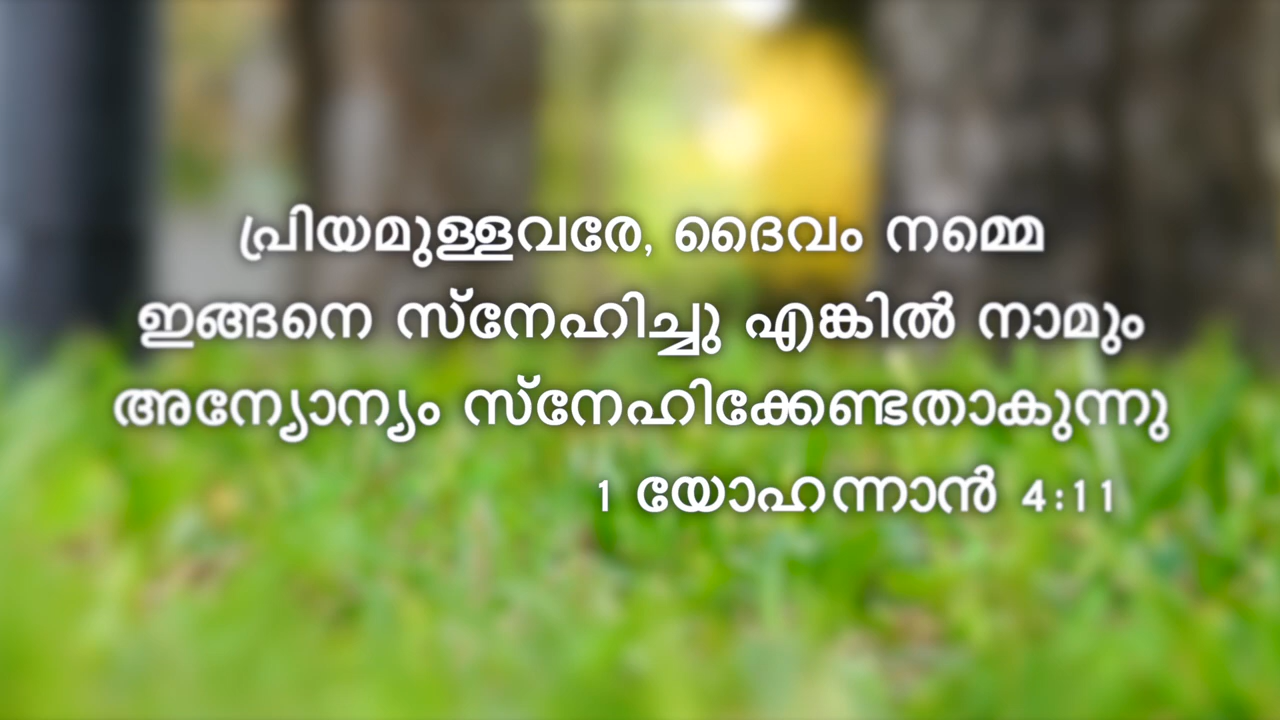 പ്രിയമുള്ളവരേ, ദൈവം നമ്മെ
ഇങ്ങനെ സ്നേഹിച്ചു എങ്കിൽ നാമും
അന്യോന്യം സ്നേഹിക്കേണ്ടതാകുന്നു
1 യോഹന്നാൻ 4:11